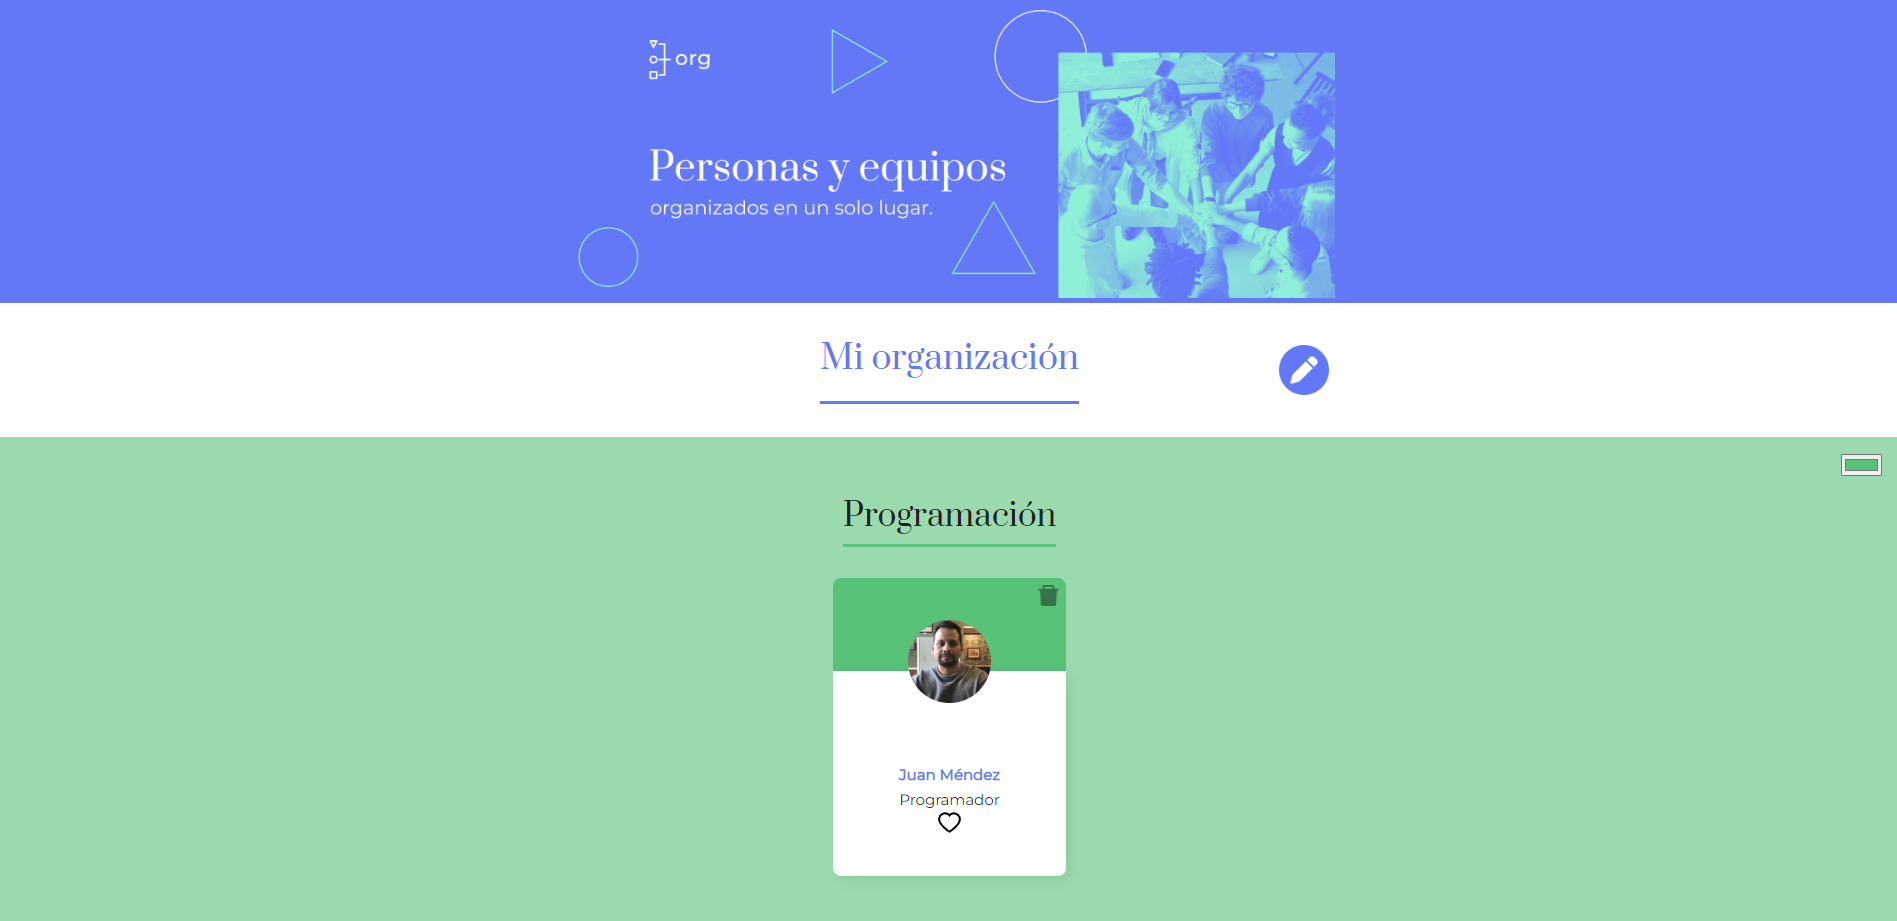 org
Personas y equipos
organizados en un solo lugar.
Mi organización
Programación
Juan Méndez
Programador